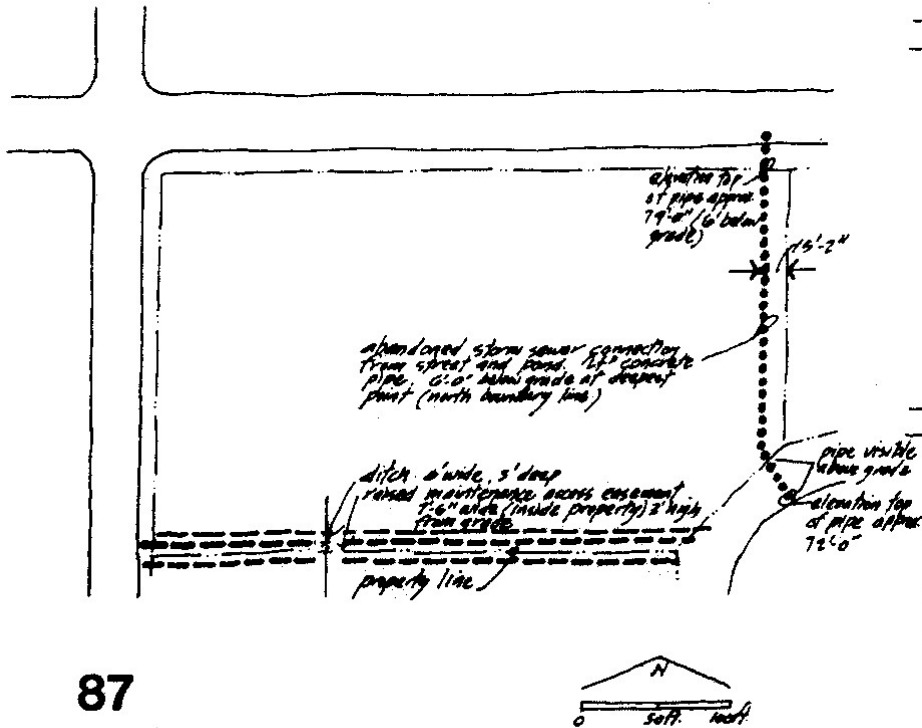 elevation top
of pipe approx.
79'-0" (6' below
grade)
15'-2"
abandoned storm sewer connection
from street and pond. 24" concrete
pipe. 6'-0" below grade at deepest
point (north boundary line)
pipe visible
above grade
elevation top
of pipe approx.
72'-0"
ditch wide, 3' deep
raised maintenance access easement
7'-6" wide (inside property) 2' high
from grade
property line
87
N
0 50ft. 100ft.